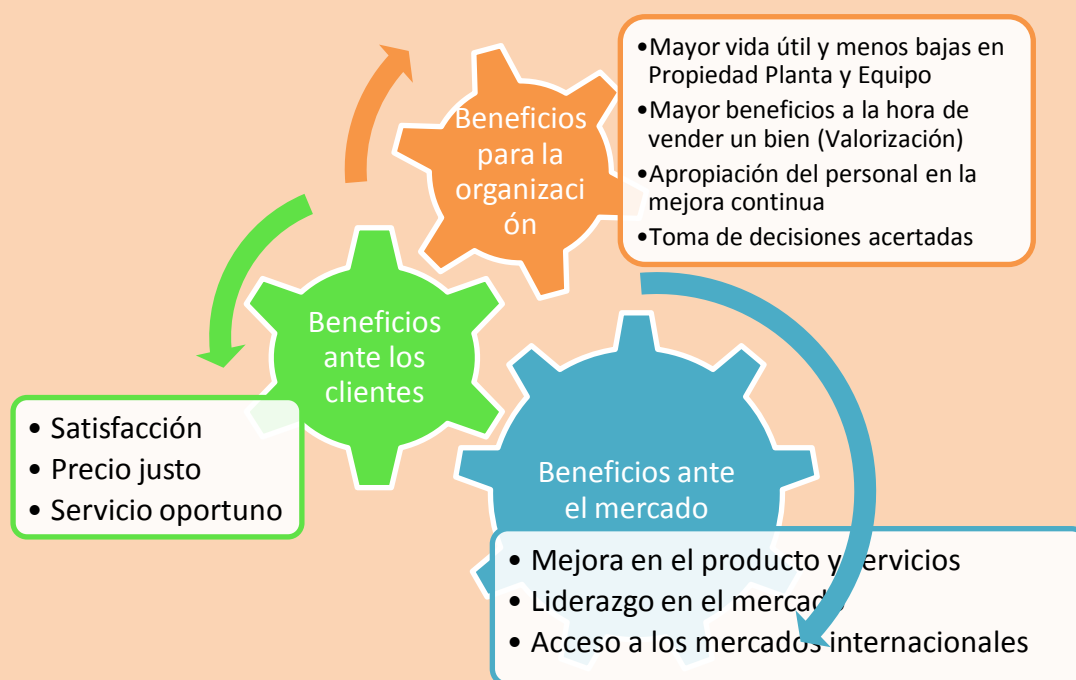 Beneficios
para la
organizaci
ón
•Mayor vida útil y menos bajas en
Propiedad Planta y Equipo
•Mayor beneficios a la hora de
vender un bien (Valorización)
•Apropiación del personal en la
mejora continua
•Toma de decisiones acertadas
Beneficios
ante los
clientes
• Satisfacción
• Precio justo
• Servicio oportuno
Beneficios ante
el mercado
• Mejora en el producto y servicios
• Liderazgo en el mercado
• Acceso a los mercados internacionales